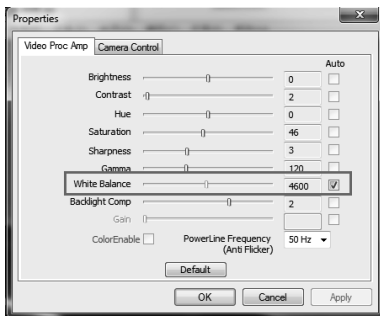 Properties
X
Video Proc Amp Camera Control
Auto
Brightness 0
Contrast 2
Hue 0
Saturation 46
Sharpness 3
Gamma 120
White Balance 4600
Backlight Comp 2
Gain
ColorEnable PowerLine Frequency 50 Hz
(Anti Flicker)
Default
OK Cancel Apply